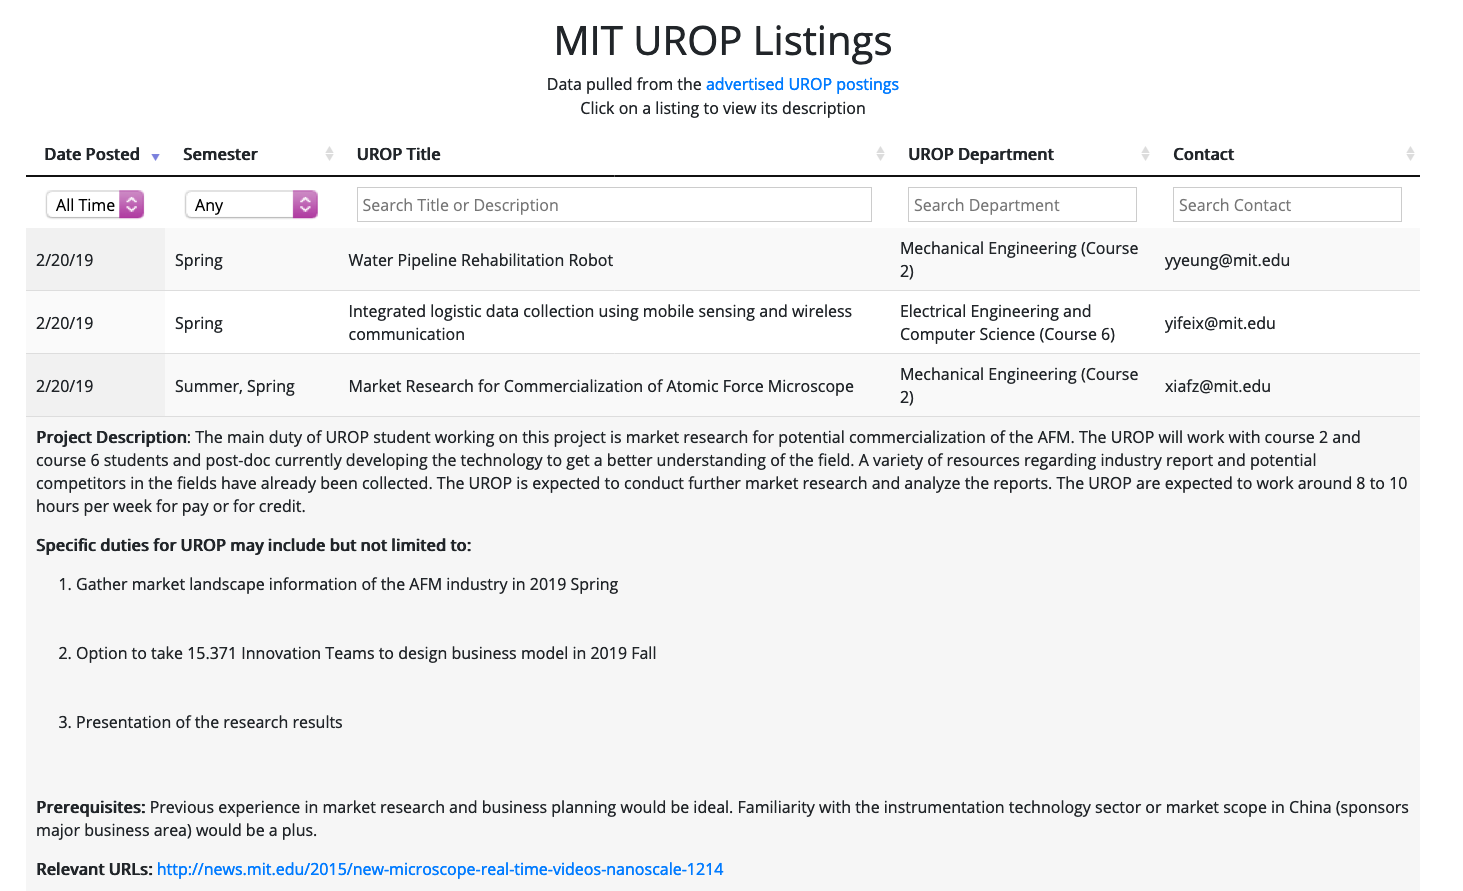 MIT UROP Listings
Data pulled from the advertised UROP postings
Click on a listing to view its description
Date Posted Semester UROP Title UROP Department Contact
All Time Any Search Title or Description Search Department Search Contact
2/20/19 Spring Water Pipeline Rehabilitation Robot Mechanical Engineering (Course 2) yyeung@mit.edu
2/20/19 Spring Integrated logistic data collection using mobile sensing and wireless communication Electrical Engineering and Computer Science (Course 6) yifeix@mit.edu
2/20/19 Summer, Spring Market Research for Commercialization of Atomic Force Microscope Mechanical Engineering (Course 2) xiafz@mit.edu
Project Description: The main duty of UROP student working on this project is market research for potential commercialization of the AFM. The UROP will work with course 2 and
course 6 students and post-doc currently developing the technology to get a better understanding of the field. A variety of resources regarding industry report and potential
competitors in the fields have already been collected. The UROP is expected to conduct further market research and analyze the reports. The UROP are expected to work around 8 to 10
hours per week for pay or for credit.
Specific duties for UROP may include but not limited to:
1. Gather market landscape information of the AFM industry in 2019 Spring
2. Option to take 15.371 Innovation Teams to design business model in 2019 Fall
3. Presentation of the research results
Prerequisites: Previous experience in market research and business planning would be ideal. Familiarity with the instrumentation technology sector or market scope in China (sponsors
major business area) would be a plus.
Relevant URLs: http://news.mit.edu/2015/new-microscope-real-time-videos-nanoscale-1214